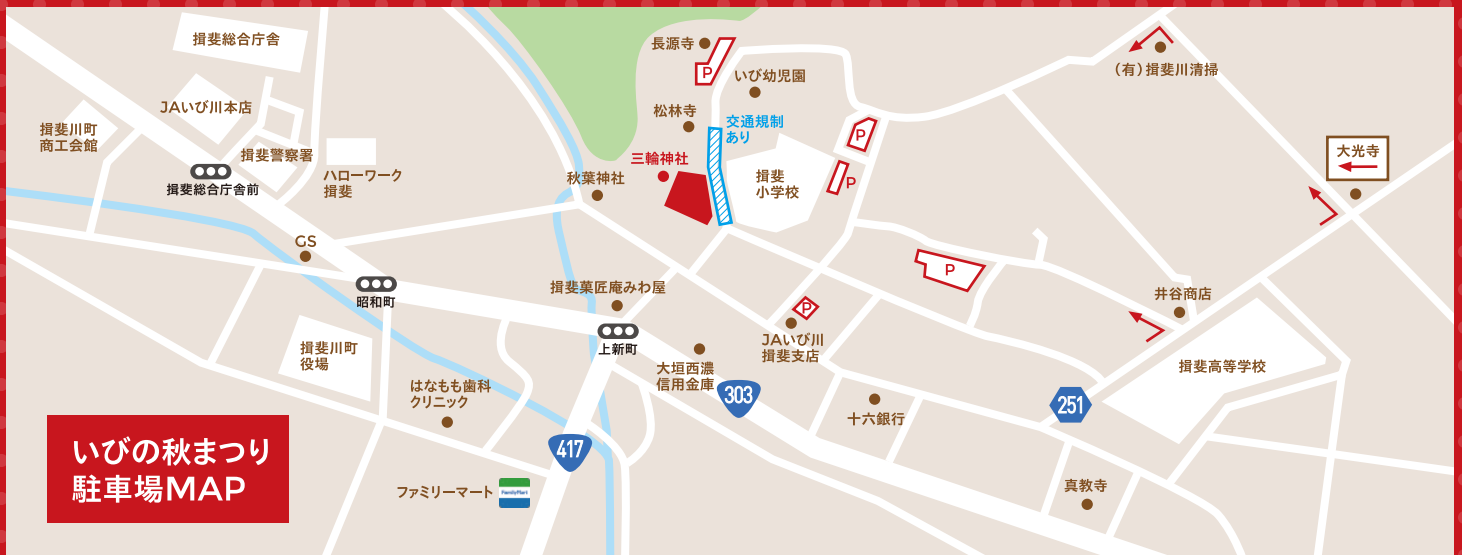 揖斐総合庁舎
JAいび川本店
揖斐川町
商工会館
揖斐警察署
揖斐総合庁舎前
ハローワーク
揖斐
GS
昭和町
揖斐川町
役場
はなもも歯科
クリニック
いびの秋まつり
駐車場MAP
ファミリーマート
FamilyMart
417
長源寺
P
いび幼児園
松林寺
交通規制
あり
三輪神社
秋葉神社
揖斐
小学校
P
P
揖斐菓匠庵みわ屋
上新町
大垣西濃
信用金庫
303
P
JAいび川
揖斐支店
P
十六銀行
(有)揖斐川清掃
大光寺
井谷商店
揖斐高等学校
251
真教寺